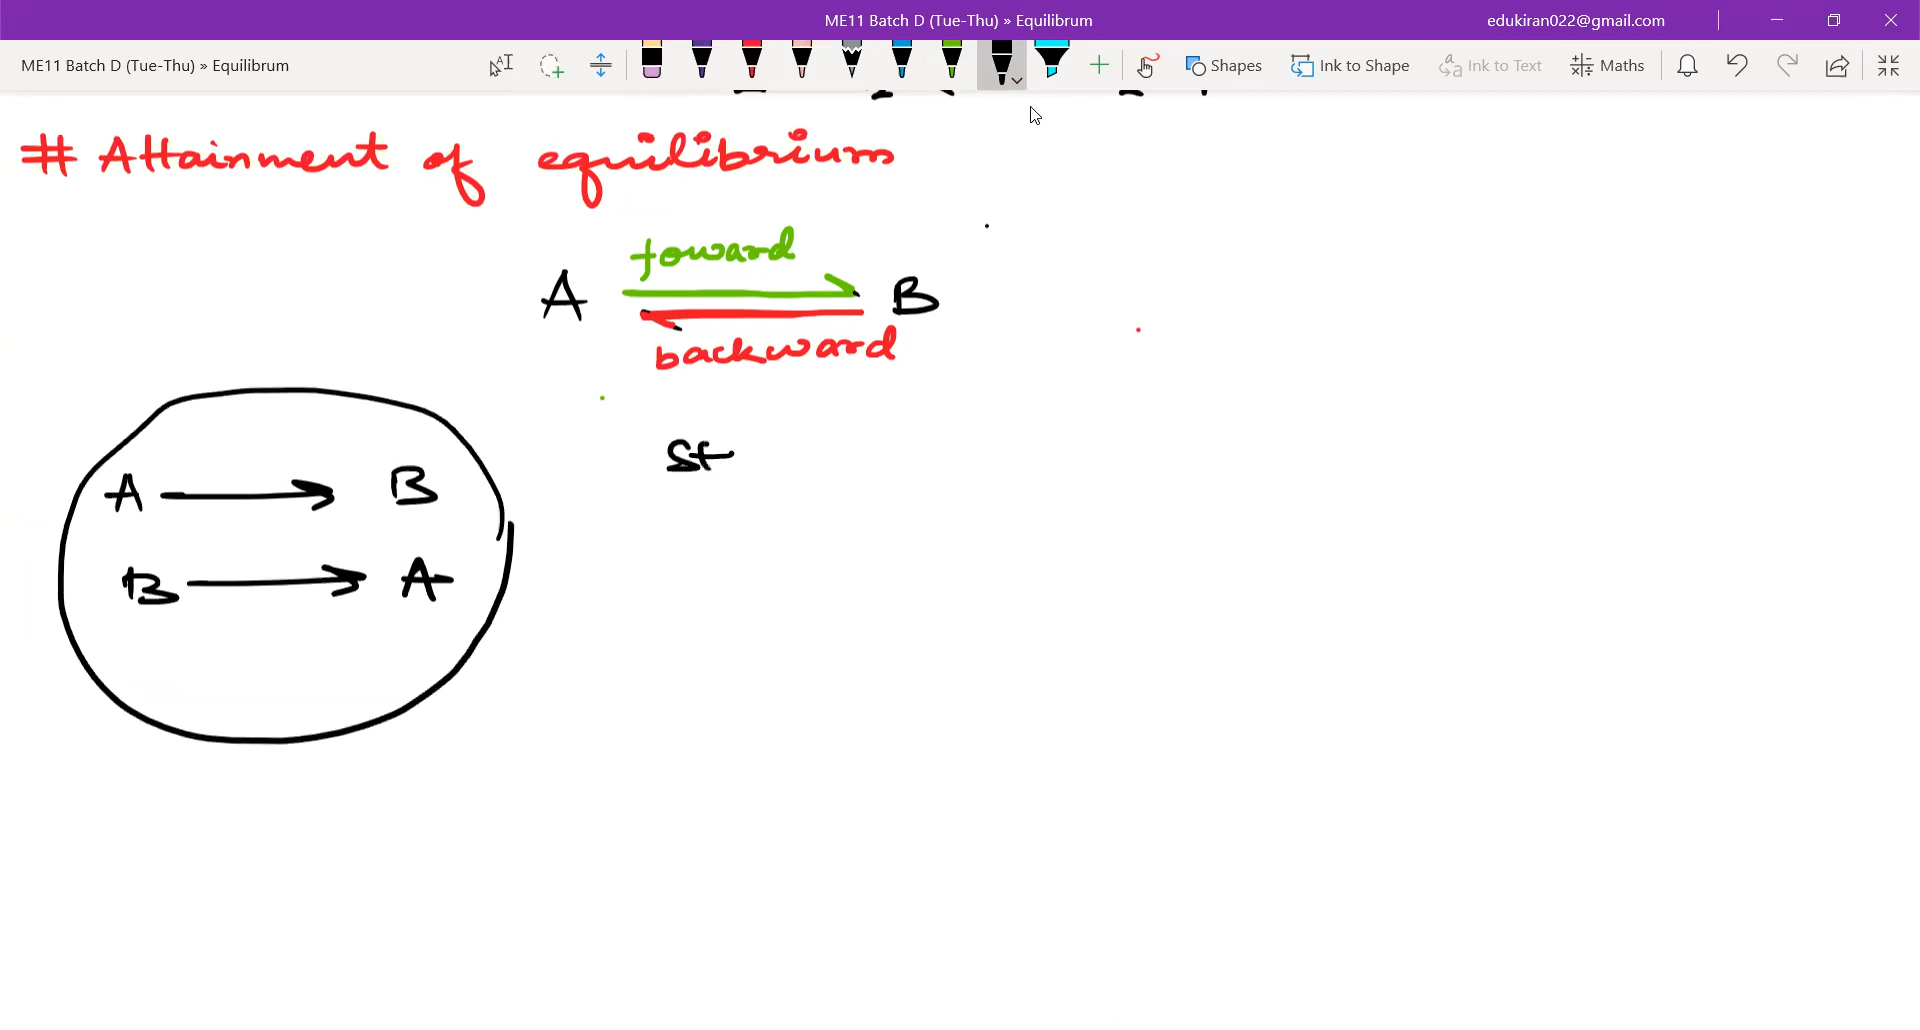 ME11 Batch D (Tue-Thu) » Equilibrum
edukiran022@gmail.com
ME11 Batch D (Tue-Thu) » Equilibrum
Shapes
Ink to Shape
Ink to Text
Maths
# Attainment of equilibrium
foward
A B
backward
St
A → B
B → A